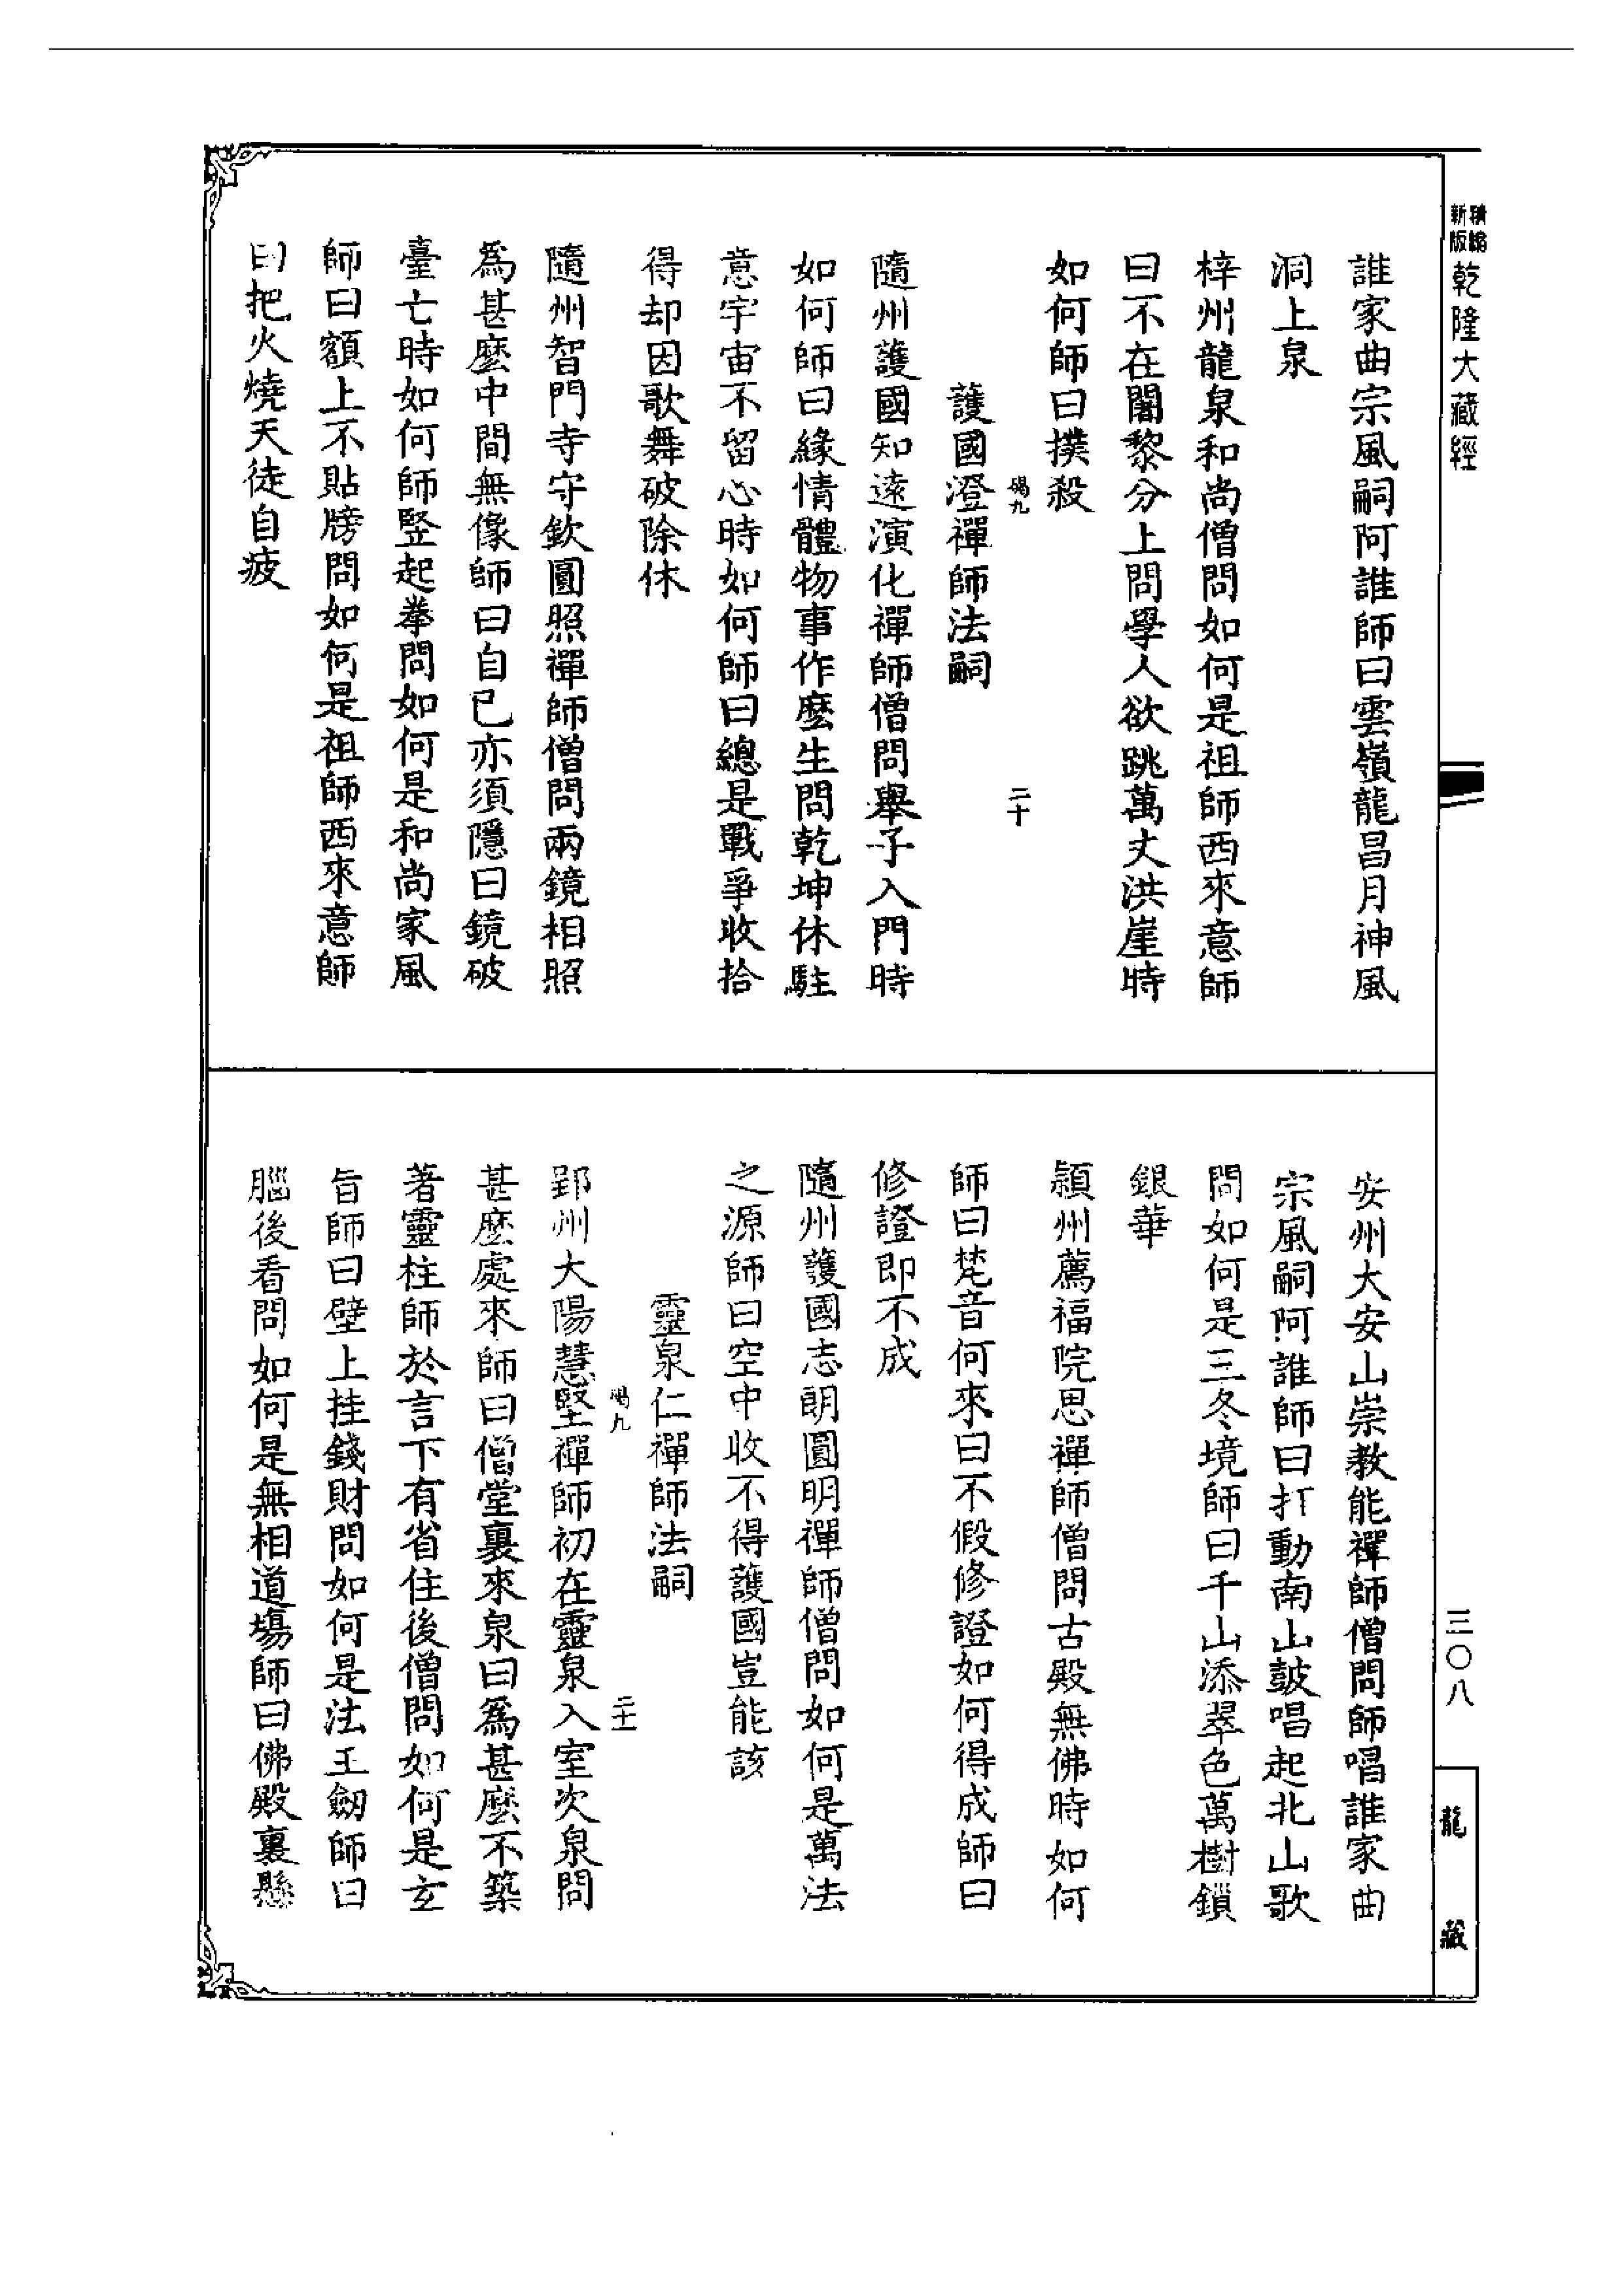 精編新版乾隆大藏經
誰家曲宗風嗣阿誰師曰雲嶺龍昌月神風
洞上泉
梓州龍泉和尚僧問如何是祖師西來意師
曰不在闍黎分上問學人欲跳萬丈洪崖時
如何師曰撲殺
碣九 二十
護國澄禪師法嗣
隨州護國知遠演化禪師僧問舉子入門時
如何師曰緣情體物事作麼生問乾坤休駐
意宇宙不留心時如何師曰總是戰爭收拾
得却因歌舞破除休
隨州智門寺守欽圓照禪師僧問兩鏡相照
為甚麼中間無像師曰自己亦須隱曰鏡破
臺亡時如何師豎起拳問如何是和尚家風
師曰額上不貼牓問如何是祖師西來意師
曰把火燒天徒自疲
三〇八
龍藏
安州大安山崇教能禪師僧問師唱誰家曲
宗風嗣阿誰師曰打動南山皷唱起北山歌
問如何是三冬境師曰千山添翠色萬樹鎖
銀華
頴州薦福院思禪師僧問古殿無佛時如何
師曰梵音何來曰不假修證如何得成師曰
修證即不成
隨州護國志朗圓明禪師僧問如何是萬法
之源師曰空中收不得護國豈能該
靈泉仁禪師法嗣
碣九 二十一
郢州大陽慧堅禪師初在靈泉入室次泉問
甚麼處來師曰僧堂裏來泉曰為甚麼不築
著露柱師於言下有省住後僧問如何是玄
旨師曰壁上挂錢財問如何是法王劒師曰
腦後看問如何是無相道場師曰佛殿裏懸